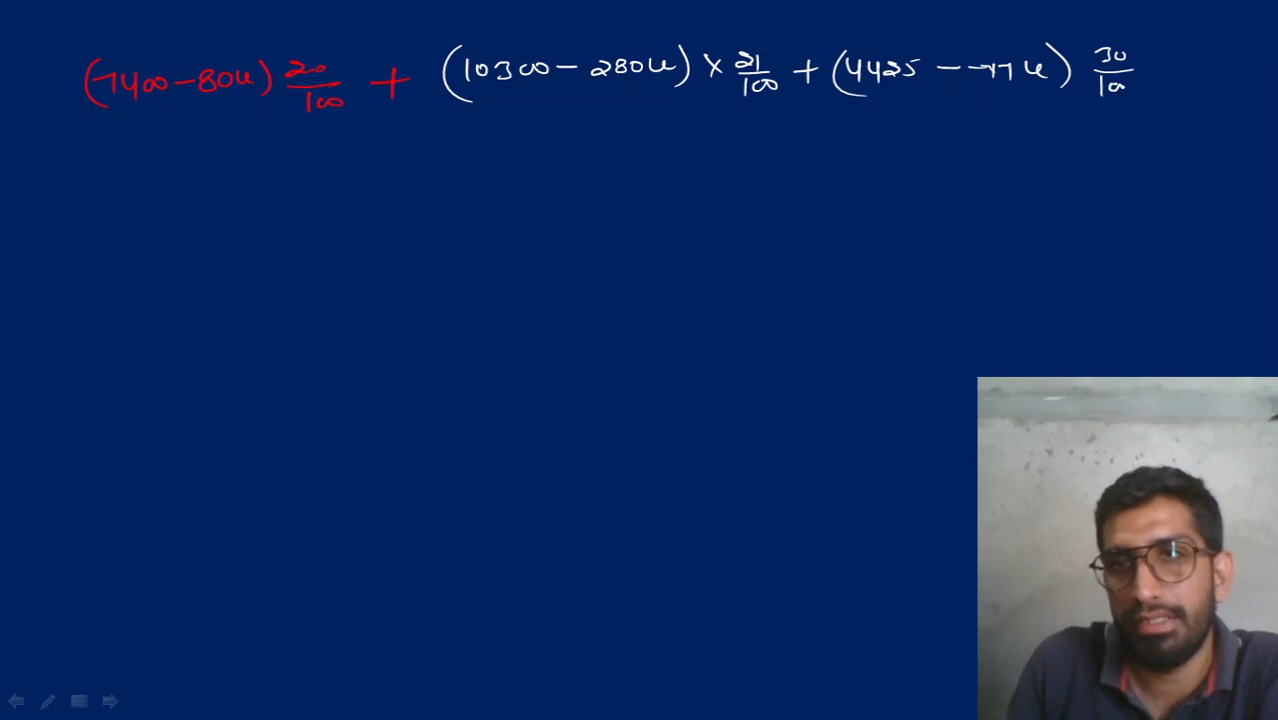 (7400-80u) 20/100 + (10300 - 280u) × 21/100 + (4425 - 77u) 30/100